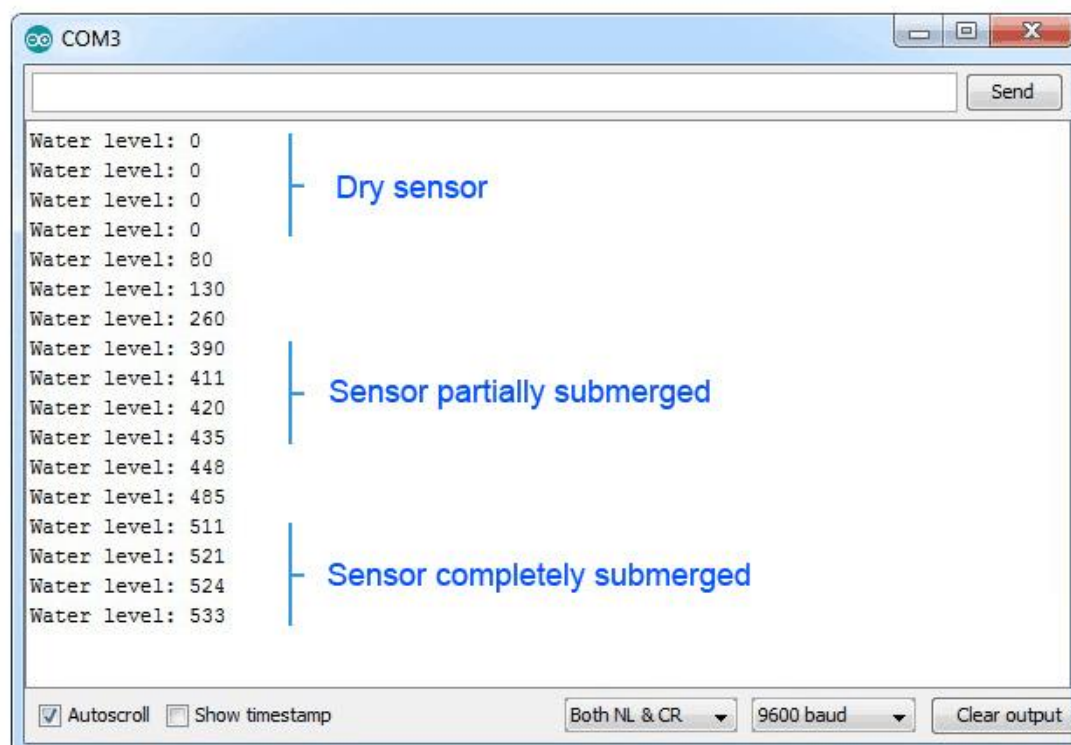 COM3
Send
Water level: 0
Water level: 0
Dry sensor
Water level: 0
Water level: 0
Water level: 80
Water level: 130
Water level: 260
Water level: 390
Water level: 411
Sensor partially submerged
Water level: 420
Water level: 435
Water level: 448
Water level: 485
Water level: 511
Water level: 521
Sensor completely submerged
Water level: 524
Water level: 533
Autoscroll Show timestamp Both NL & CR 9600 baud Clear output